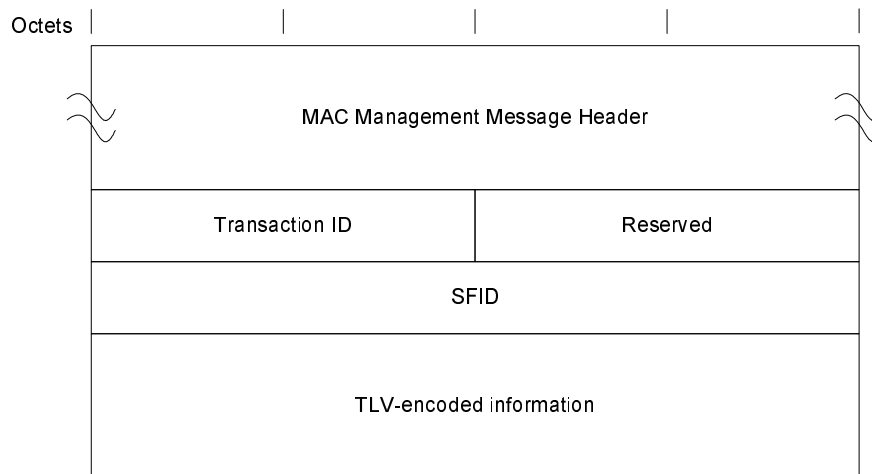 Octets
MAC Management Message Header
Transaction ID
Reserved
SFID
TLV-encoded information